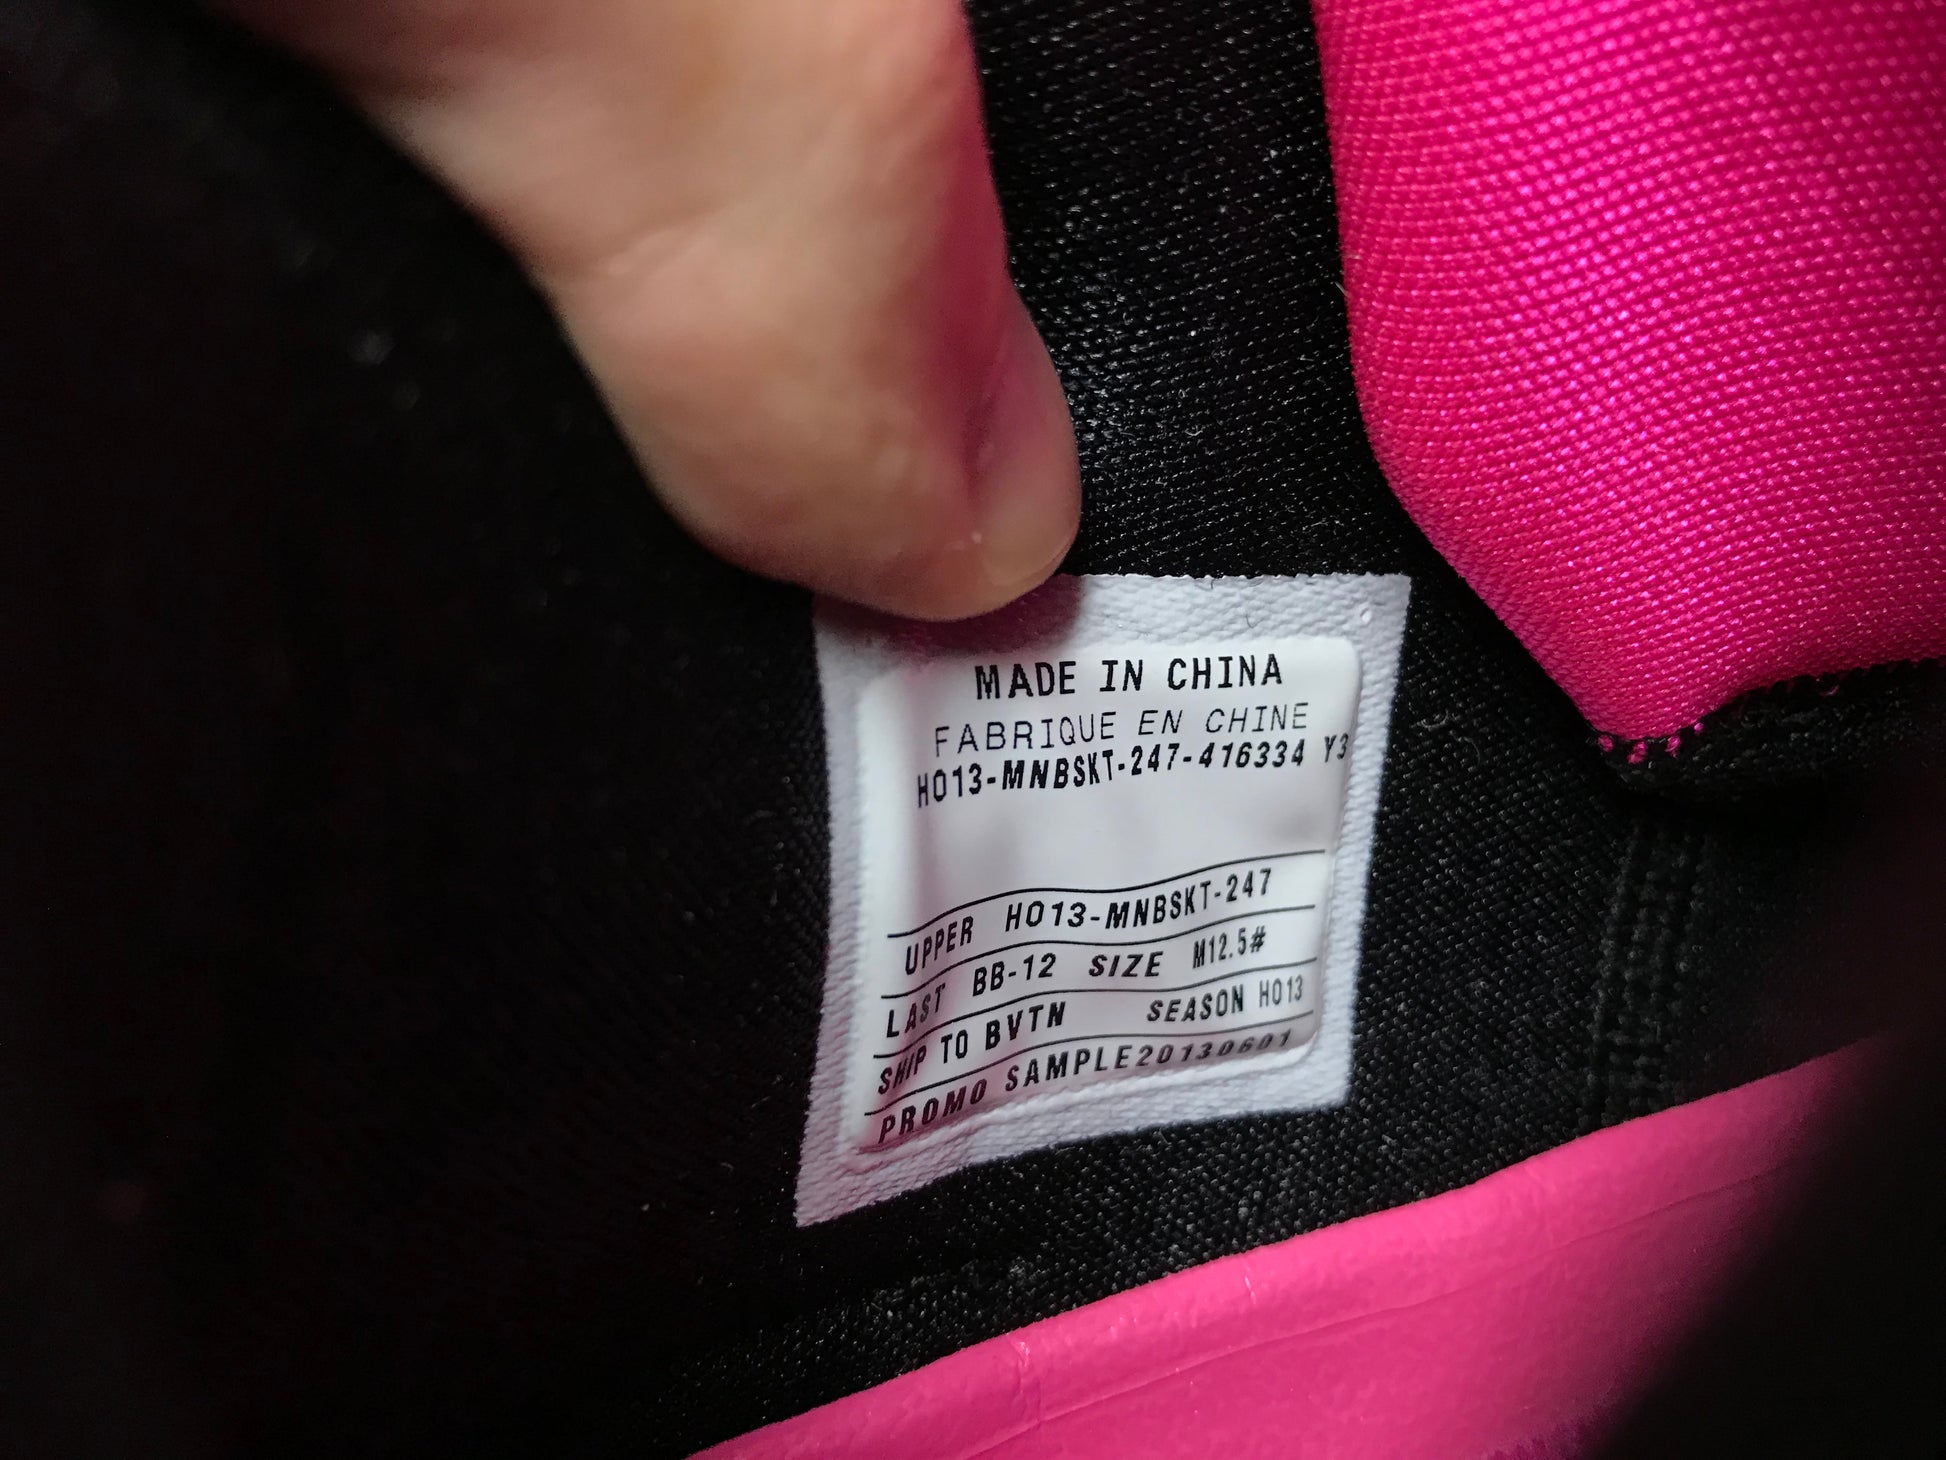 MADE IN CHINA
FABRIQUE EN CHINE
HO13-MNBSKT-247-416334 Y3
UPPER HO13-MNBSKT-247
LAST BB-12 SIZE M12.5#
SHIP TO BVTN SEASON HO13
PROMO SAMPLE20130601